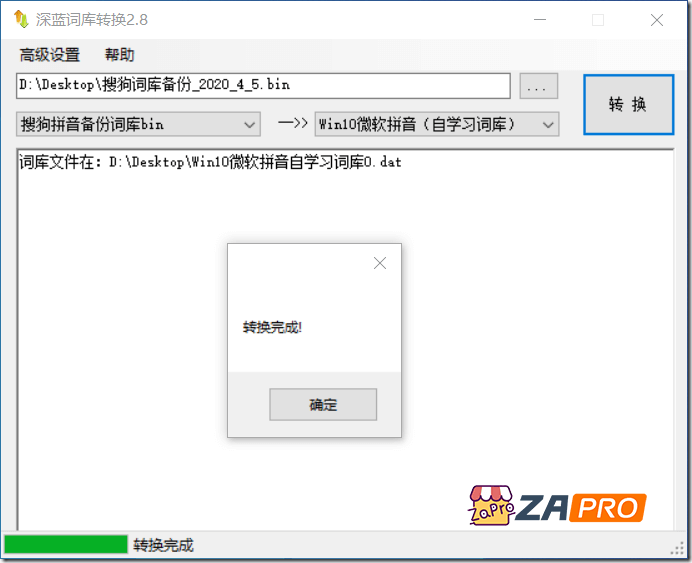 深蓝词库转换2.8
高级设置 帮助
D:\Desktop\搜狗词库备份_2020_4_5.bin
...
转 换
搜狗拼音备份词库bin
—>>
Win10微软拼音（自学习词库）
词库文件在：D:\Desktop\Win10微软拼音自学习词库0.dat
转换完成!
确定
ZaPro
ZAPRO
转换完成